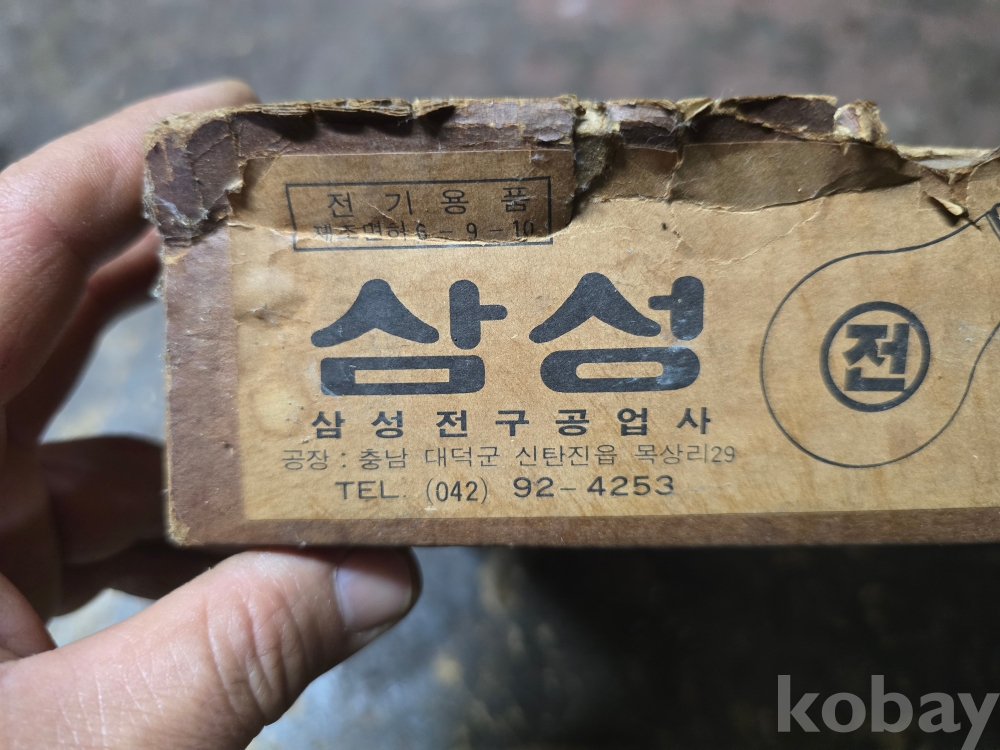 전기용품
제조면허 6-9-10
삼성
전
삼성전구공업사
공장 : 충남 대덕군 신탄진읍 목상리29
TEL. (042) 92-4253
kobay